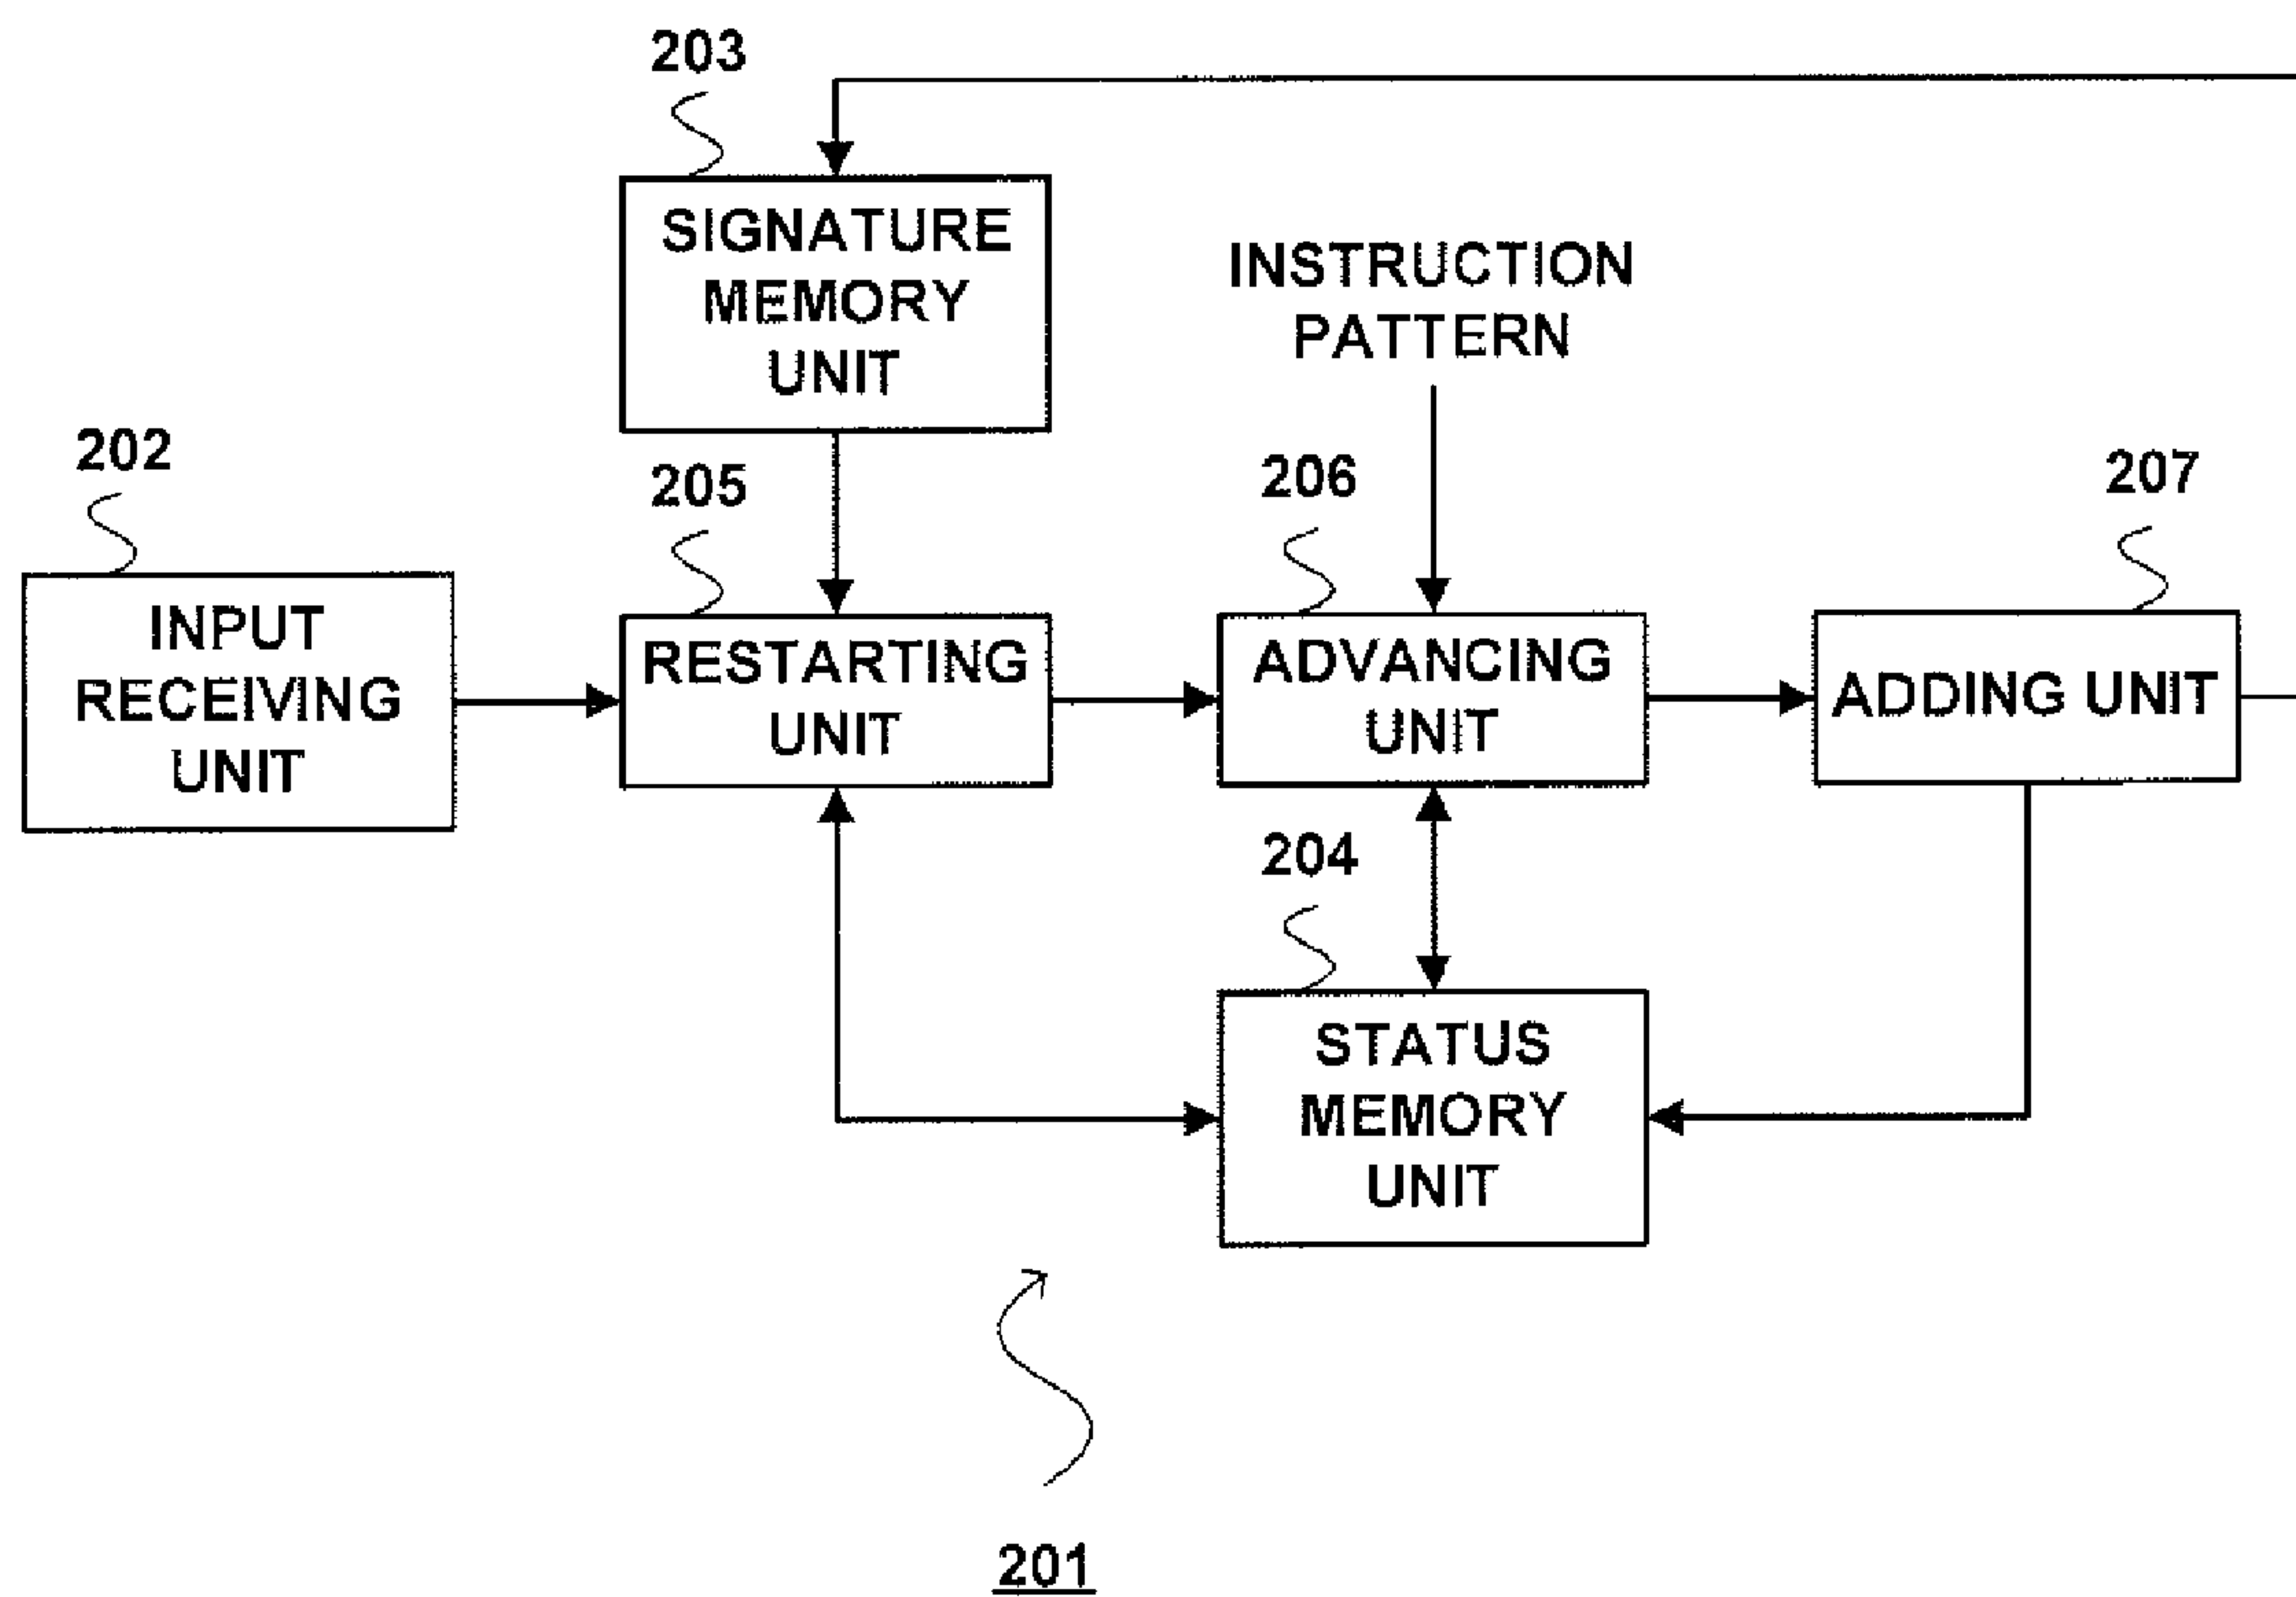 203
SIGNATURE
MEMORY
UNIT
INSTRUCTION
PATTERN
202
INPUT
RECEIVING
UNIT
205
RESTARTING
UNIT
206
ADVANCING
UNIT
207
ADDING UNIT
204
STATUS
MEMORY
UNIT
201